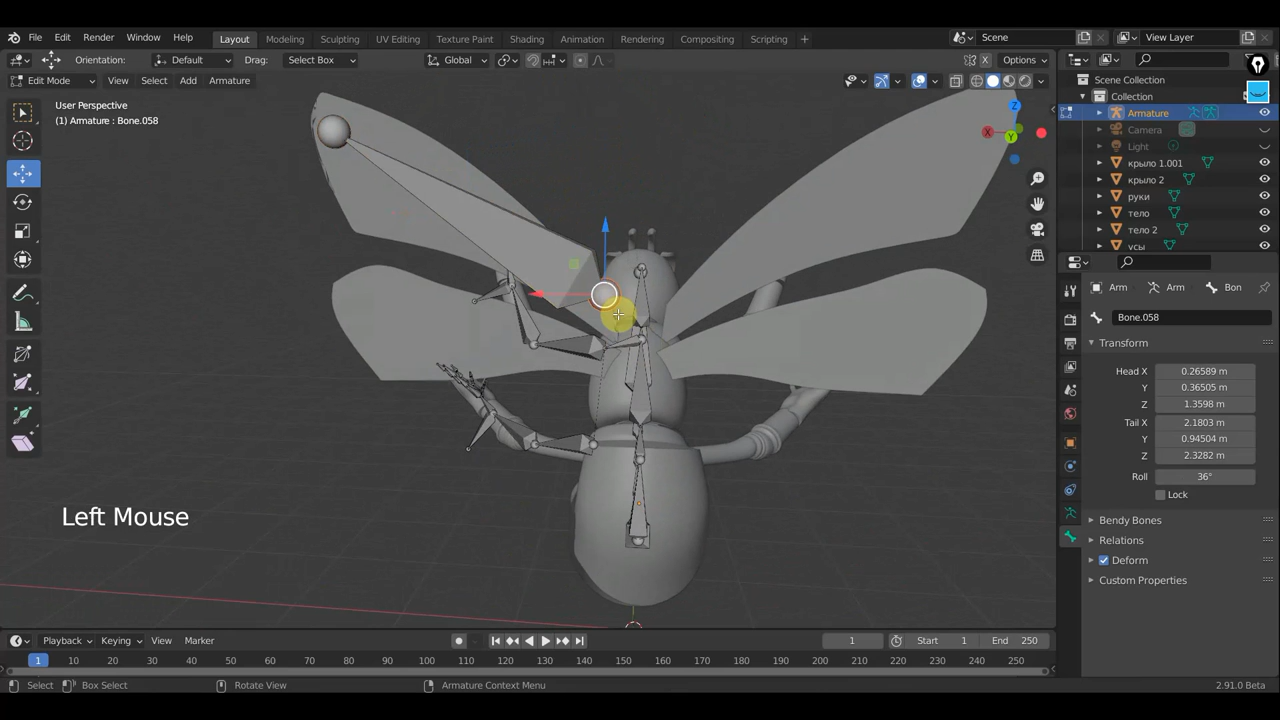 File Edit Render Window Help Layout Modeling Sculpting UV Editing Texture Paint Shading Animation Rendering Compositing Scripting + Scene View Layer
Orientation: Default Drag: Select Box Global X Options
Edit Mode View Select Add Armature
User Perspective
(1) Armature : Bone.058
Z
X
Y
Left Mouse
Scene Collection
Collection
Armature
Camera
Light
крыло 1.001
крыло 2
руки
тело
тело 2
усы
Arm Arm Bon
Bone.058
Transform
Head X 0.26589 m
Y 0.36505 m
Z 1.3598 m
Tail X 2.1803 m
Y 0.94504 m
Z 2.3282 m
Roll 36°
Lock
Bendy Bones
Relations
Deform
Custom Properties
Playback Keying View Marker 1 Start 1 End 250
1 10 20 30 40 50 60 70 80 90 100 110 120 130 140 150 160 170 180 190 200 210 220 230 240 250
Select Box Select Rotate View Armature Context Menu 2.91.0 Beta